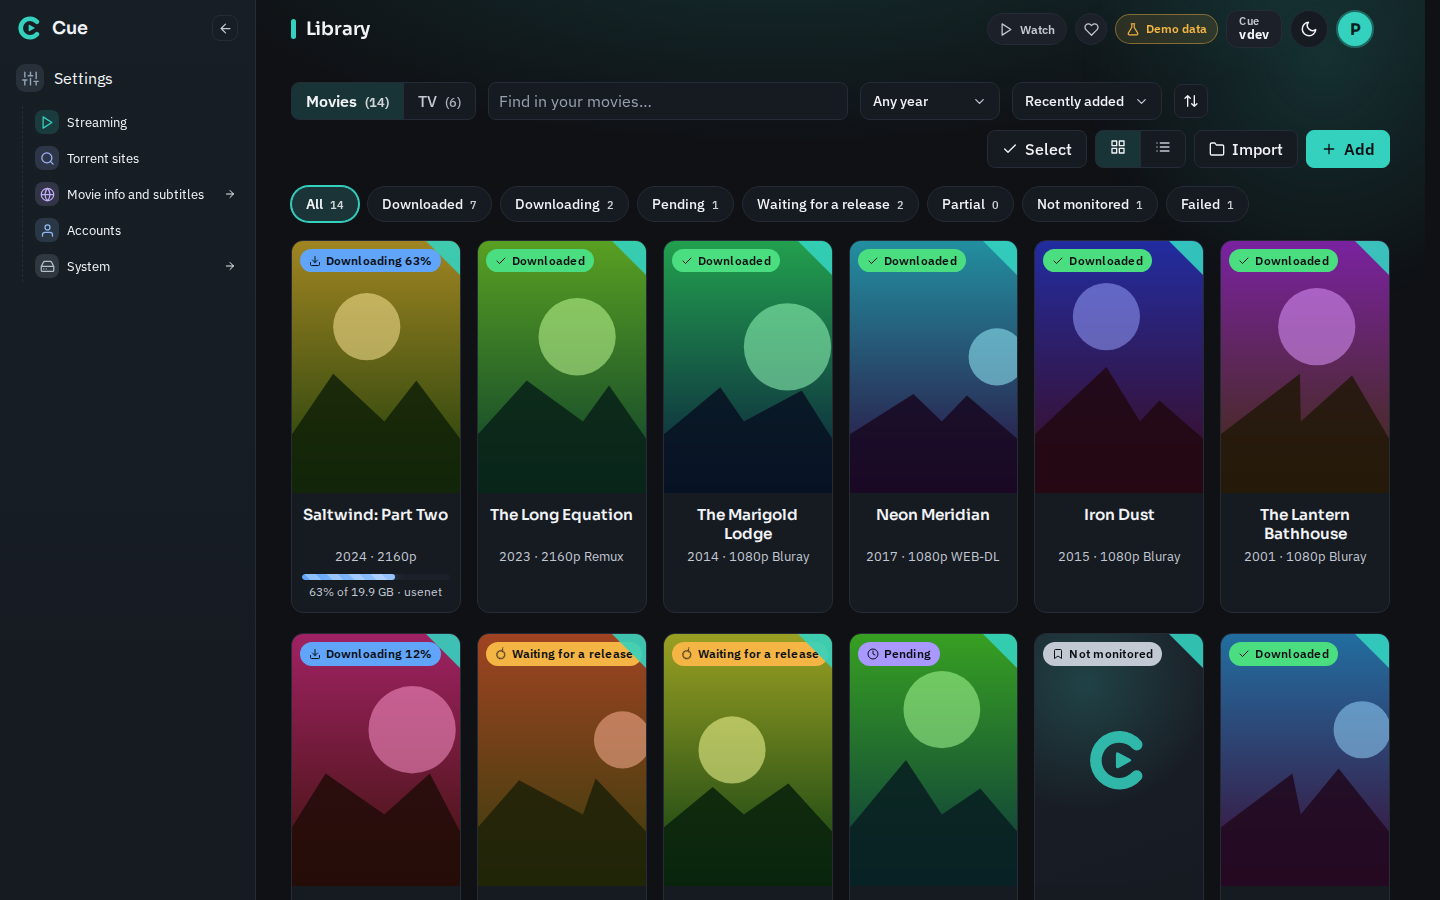 Cue
Library
Watch
Demo data
Cue
vdev
P
Settings
Streaming
Torrent sites
Movie info and subtitles
Accounts
System
Movies (14)
TV (6)
Find in your movies...
Any year
Recently added
Select
Import
Add
All 14
Downloaded 7
Downloading 2
Pending 1
Waiting for a release 2
Partial 0
Not monitored 1
Failed 1
Downloading 63%
Downloaded
Downloaded
Downloaded
Downloaded
Downloaded
Saltwind: Part Two
2024 · 2160p
63% of 19.9 GB · usenet
The Long Equation
2023 · 2160p Remux
The Marigold
Lodge
2014 · 1080p Bluray
Neon Meridian
2017 · 1080p WEB-DL
Iron Dust
2015 · 1080p Bluray
The Lantern
Bathhouse
2001 · 1080p Bluray
Downloading 12%
Waiting for a release
Waiting for a release
Pending
Not monitored
Downloaded